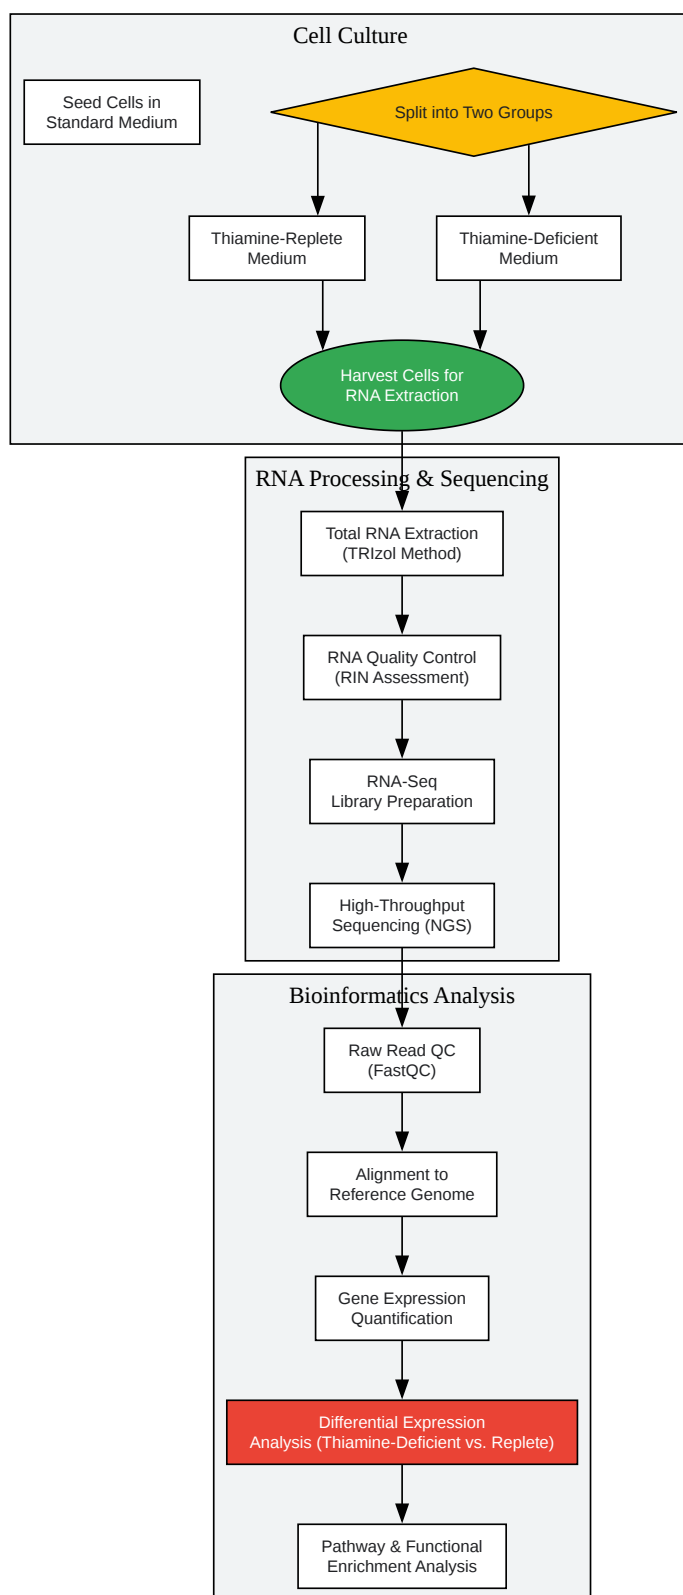 Cell Culture
Seed Cells in
Standard Medium
Split into Two Groups
Thiamine-Replete
Medium
Thiamine-Deficient
Medium
Harvest Cells for
RNA Extraction
RNA Processing & Sequencing
Total RNA Extraction
(TRIzol Method)
RNA Quality Control
(RIN Assessment)
RNA-Seq
Library Preparation
High-Throughput
Sequencing (NGS)
Bioinformatics Analysis
Raw Read QC
(FastQC)
Alignment to
Reference Genome
Gene Expression
Quantification
Differential Expression
Analysis (Thiamine-Deficient vs. Replete)
Pathway & Functional
Enrichment Analysis